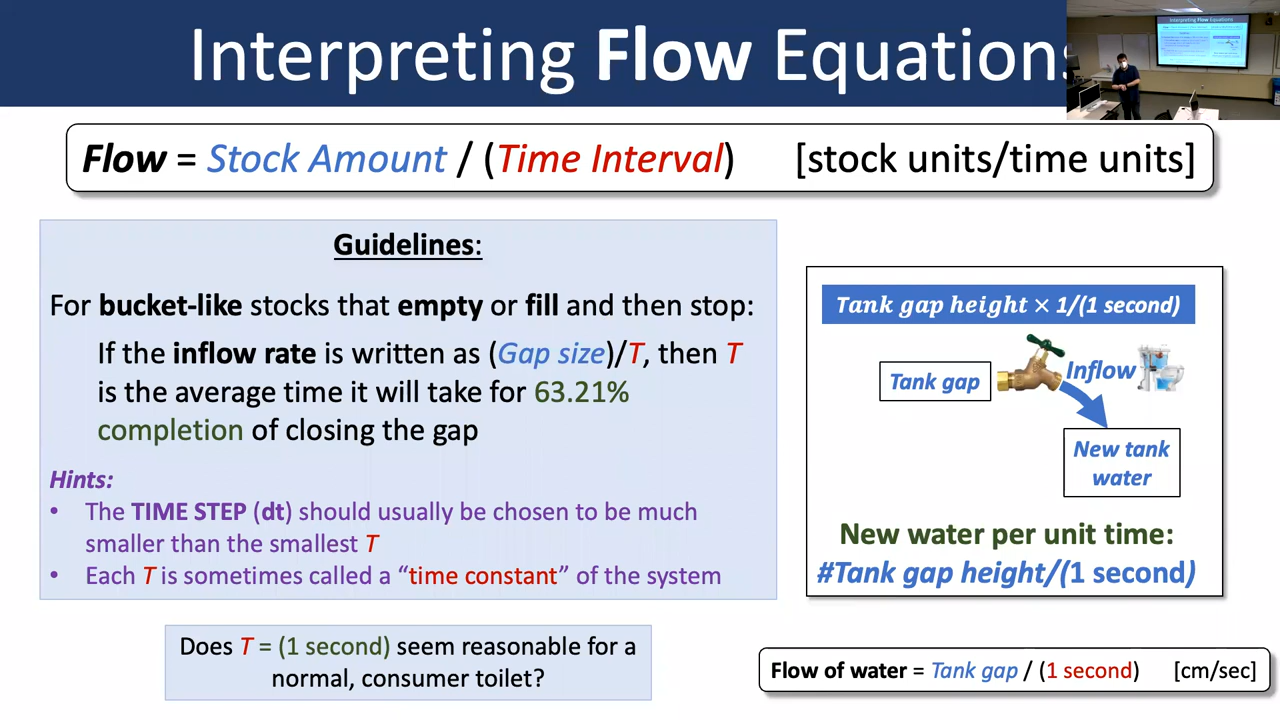 Interpreting Flow Equations
Flow = Stock Amount / (Time Interval) [stock units/time units]
Guidelines:
For bucket-like stocks that empty or fill and then stop:
If the inflow rate is written as (Gap size)/T, then T
is the average time it will take for 63.21%
completion of closing the gap
Hints:
• The TIME STEP (dt) should usually be chosen to be much
smaller than the smallest T
• Each T is sometimes called a “time constant” of the system
Does T = (1 second) seem reasonable for a
normal, consumer toilet?
Tank gap height × 1/(1 second)
Tank gap
Inflow
New tank
water
New water per unit time:
#Tank gap height/(1 second)
Flow of water = Tank gap / (1 second) [cm/sec]
Interpreting Flow Equations